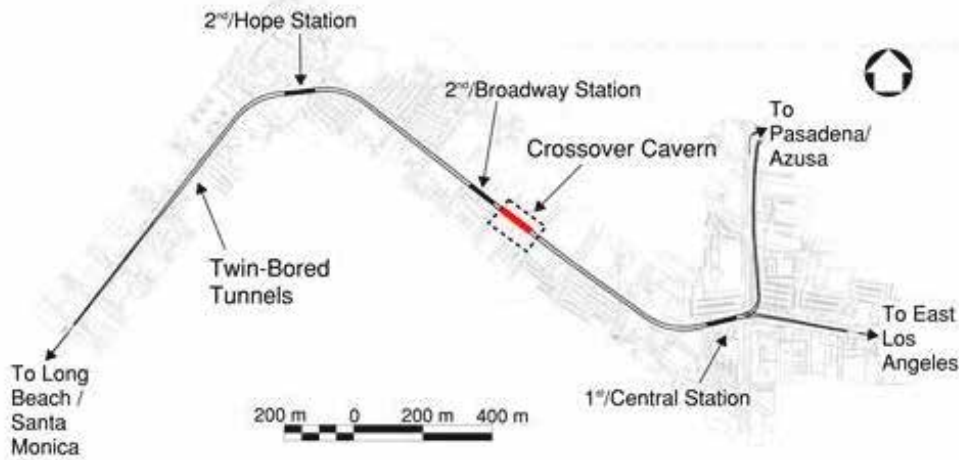 2nd/Hope Station
2nd/Broadway Station
Crossover Cavern
To
Pasadena/
Azusa
Twin-Bored
Tunnels
To East
Los
Angeles
To Long
Beach /
Santa
Monica
1st/Central Station
200 m 0 200 m 400 m